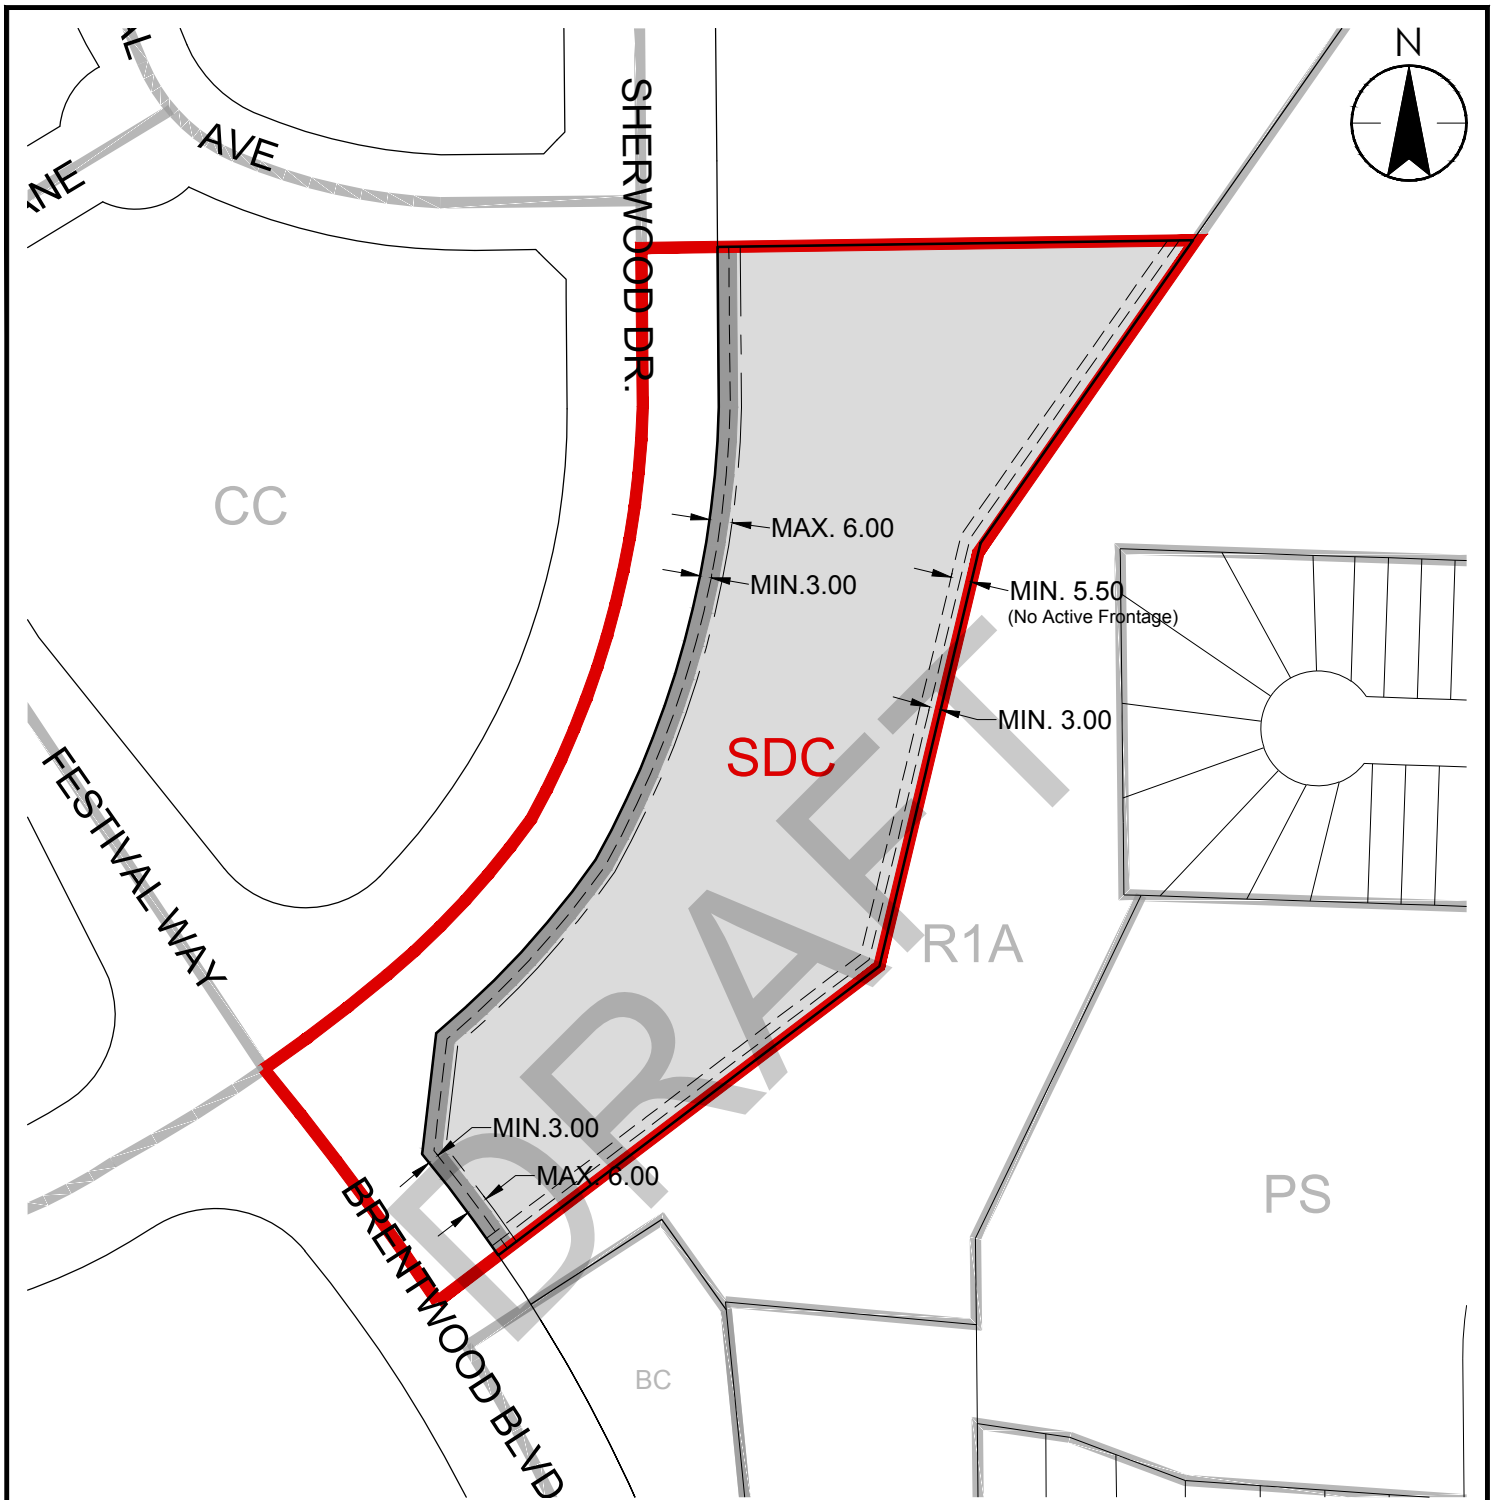 N
AVE
SHERWOOD DR.
CC
MAX. 6.00
MIN.3.00
MIN. 5.50
(No Active Frontage)
MIN. 3.00
SDC
FESTIVAL WAY
R1A
DRAFT
MIN.3.00
MAX. 6.00
PS
BRENTWOOD BLVD
BC